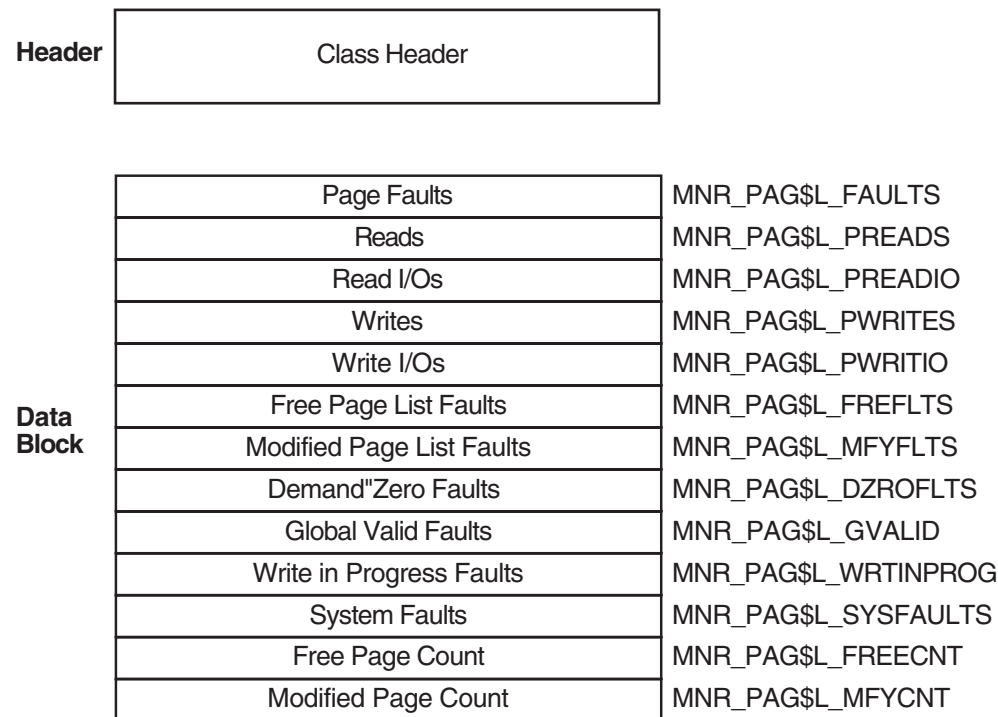 Header
Class Header
Page Faults MNR_PAG$L_FAULTS
Reads MNR_PAG$L_PREADS
Read I/Os MNR_PAG$L_PREADIO
Writes MNR_PAG$L_PWRITES
Write I/Os MNR_PAG$L_PWRITIO
Data
Block
Free Page List Faults MNR_PAG$L_FREFLTS
Modified Page List Faults MNR_PAG$L_MFYFLTS
Demand"Zero Faults MNR_PAG$L_DZROFLTS
Global Valid Faults MNR_PAG$L_GVALID
Write in Progress Faults MNR_PAG$L_WRTINPROG
System Faults MNR_PAG$L_SYSFAULTS
Free Page Count MNR_PAG$L_FREECNT
Modified Page Count MNR_PAG$L_MFYCNT